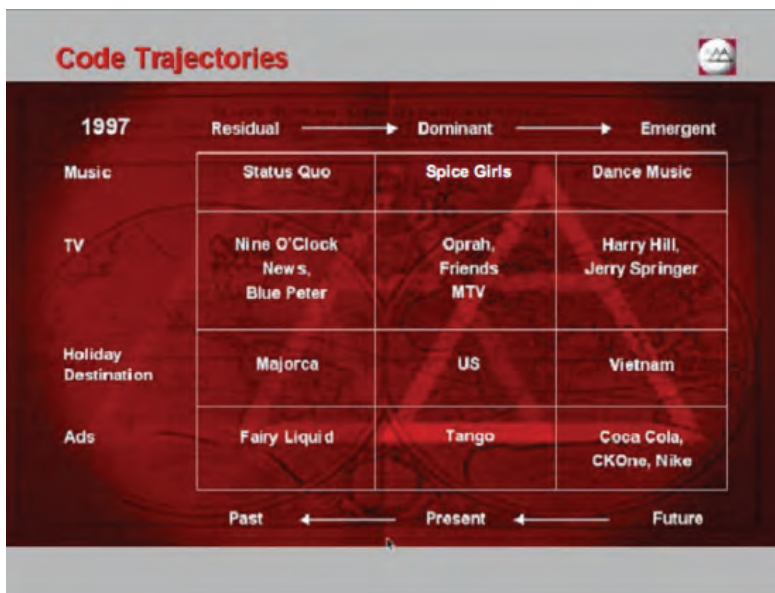 Code Trajectories
1997 Residual Dominant Emergent
Music Status Quo Spice Girls Dance Music
TV Nine O'Clock Oprah, Harry Hill,
News, Friends Jerry Springer
Blue Peter MTV
Holiday
Destination Majorca US Vietnam
Ads Fairy Liquid Tango Coca Cola,
CKOne, Nike
Past Present Future